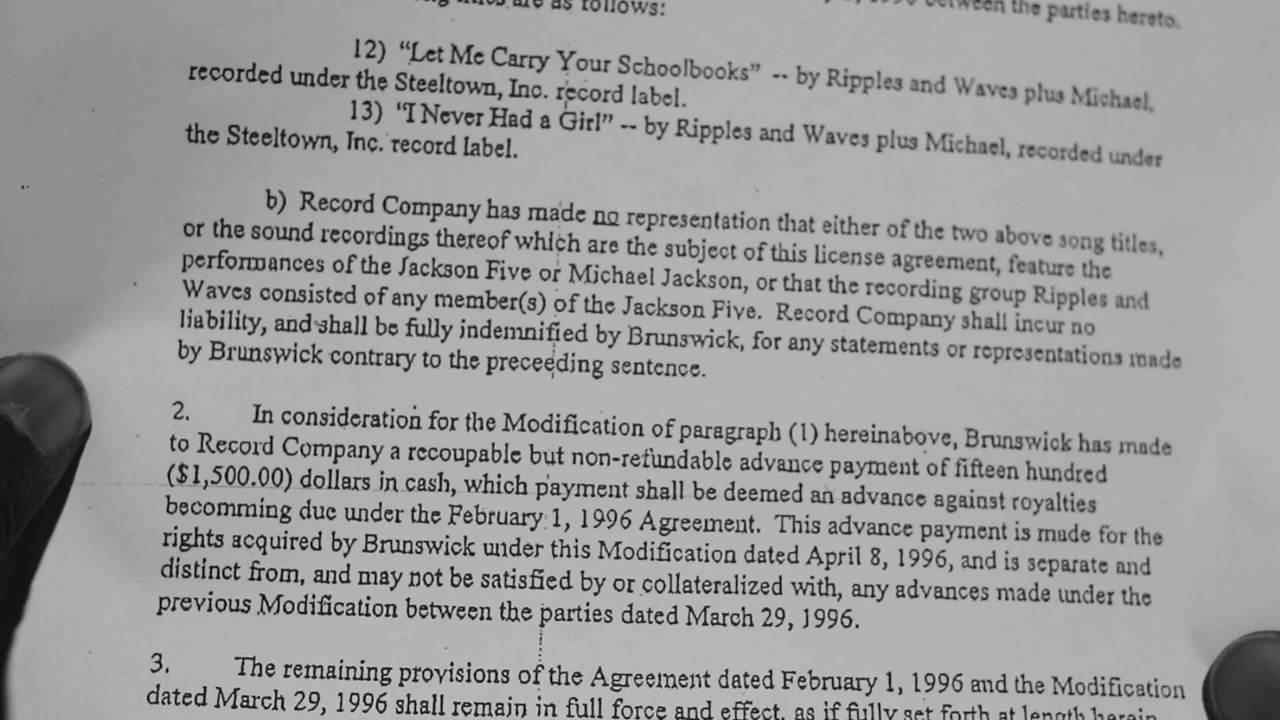 are as follows: between the parties hereto.
12) “Let Me Carry Your Schoolbooks” -- by Ripples and Waves plus Michael,
recorded under the Steeltown, Inc. record label.
13) “I Never Had a Girl” -- by Ripples and Waves plus Michael, recorded under
the Steeltown, Inc. record label.
b) Record Company has made no representation that either of the two above song titles,
or the sound recordings thereof which are the subject of this license agreement, feature the
performances of the Jackson Five or Michael Jackson, or that the recording group Ripples and
Waves consisted of any member(s) of the Jackson Five. Record Company shall incur no
liability, and shall be fully indemnified by Brunswick, for any statements or representations made
by Brunswick contrary to the preceeding sentence.
2. In consideration for the Modification of paragraph (1) hereinabove, Brunswick has made
to Record Company a recoupable but non-refundable advance payment of fifteen hundred
($1,500.00) dollars in cash, which payment shall be deemed an advance against royalties
becomming due under the February 1, 1996 Agreement. This advance payment is made for the
rights acquired by Brunswick under this Modification dated April 8, 1996, and is separate and
distinct from, and may not be satisfied by or collateralized with, any advances made under the
previous Modification between the parties dated March 29, 1996.
3. The remaining provisions of the Agreement dated February 1, 1996 and the Modification
dated March 29, 1996 shall remain in full force and effect, as if fully set forth at length herein